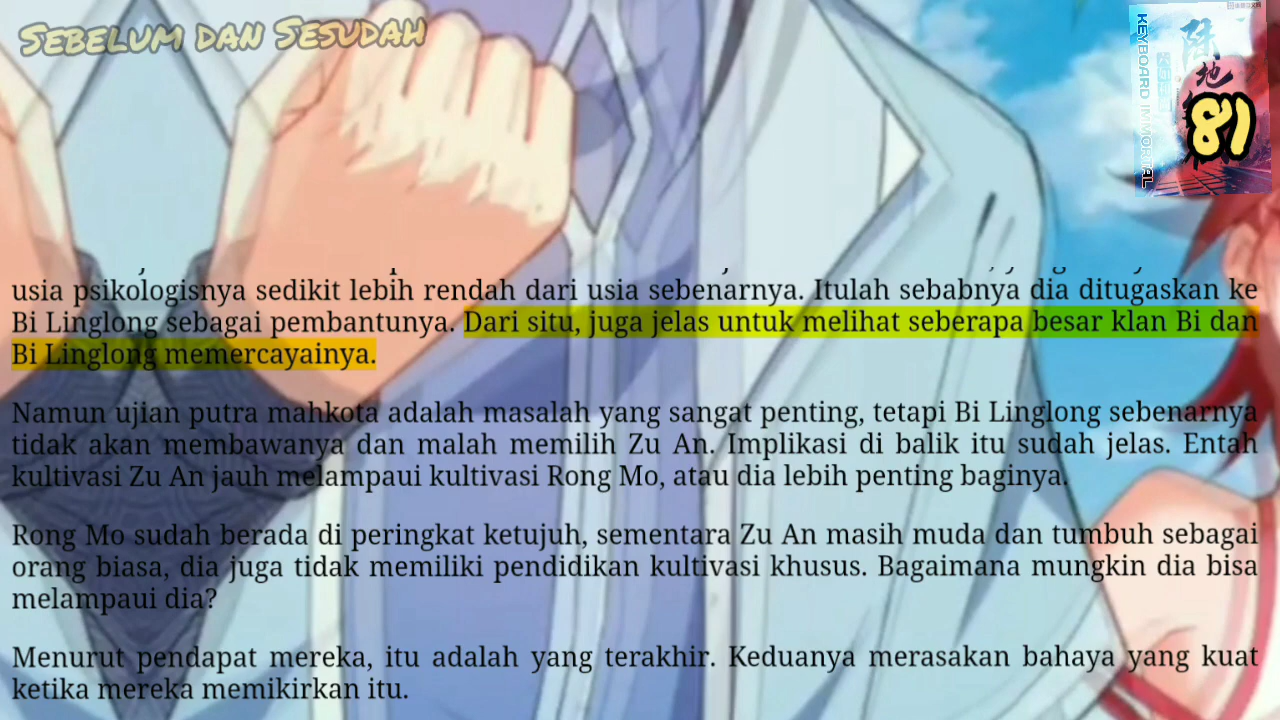 Sebelum dan Sesudah
KEYBOARD IMMORTAL
81
usia psikologisnya sedikit lebih rendah dari usia sebenarnya. Itulah sebabnya dia ditugaskan ke
Bi Linglong sebagai pembantunya. Dari situ, juga jelas untuk melihat seberapa besar klan Bi dan
Bi Linglong memercayainya.
Namun ujian putra mahkota adalah masalah yang sangat penting, tetapi Bi Linglong sebenarnya
tidak akan membawanya dan malah memilih Zu An. Implikasi di balik itu sudah jelas. Entah
kultivasi Zu An jauh melampaui kultivasi Rong Mo, atau dia lebih penting baginya.
Rong Mo sudah berada di peringkat ketujuh, sementara Zu An masih muda dan tumbuh sebagai
orang biasa, dia juga tidak memiliki pendidikan kultivasi khusus. Bagaimana mungkin dia bisa
melampaui dia?
Menurut pendapat mereka, itu adalah yang terakhir. Keduanya merasakan bahaya yang kuat
ketika mereka memikirkan itu.